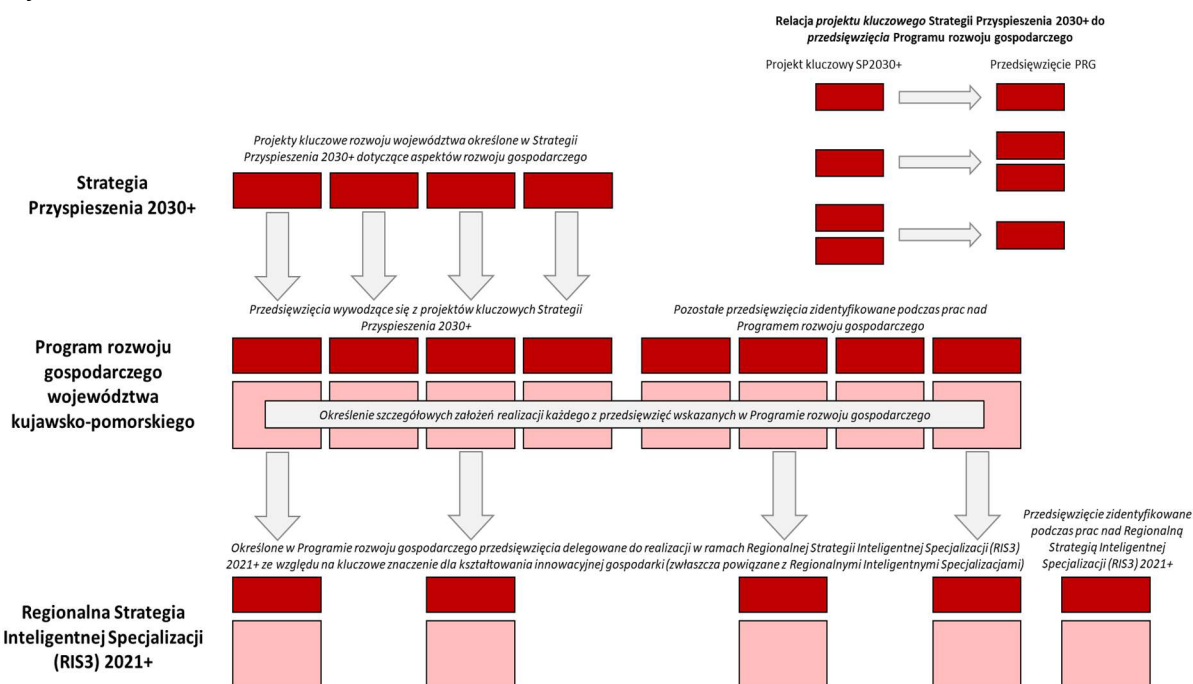 Relacja projektu kluczowego Strategii Przyspieszenia 2030+ do
przedsięwzięcia Programu rozwoju gospodarczego
Projekt kluczowy SP2030+
Przedsięwzięcie PRG
Projekty kluczowe rozwoju województwa określone w Strategii
Przyspieszenia 2030+ dotyczące aspektów rozwoju gospodarczego
Strategia
Przyspieszenia 2030+
Przedsięwzięcia wywodzące się z projektów kluczowych Strategii
Przyspieszenia 2030+
Pozostałe przedsięwzięcia zidentyfikowane podczas prac nad
Programem rozwoju gospodarczego
Program rozwoju
gospodarczego
województwa
kujawsko-pomorskiego
Określenie szczegółowych założeń realizacji każdego z przedsięwzięć wskazanych w Programie rozwoju gospodarczego
Określone w Programie rozwoju gospodarczego przedsięwzięcia delegowane do realizacji w ramach Regionalnej Strategii Inteligentnej Specjalizacji (RIS3)
2021+ ze względu na kluczowe znaczenie dla kształtowania innowacyjnej gospodarki (zwłaszcza powiązane z Regionalnymi Inteligentnymi Specjalizacjami)
Przedsięwzięcie zidentyfikowane
podczas prac nad Regionalną
Strategią Inteligentnej
Specjalizacji (RIS3) 2021+
Regionalna Strategia
Inteligentnej Specjalizacji
(RIS3) 2021+